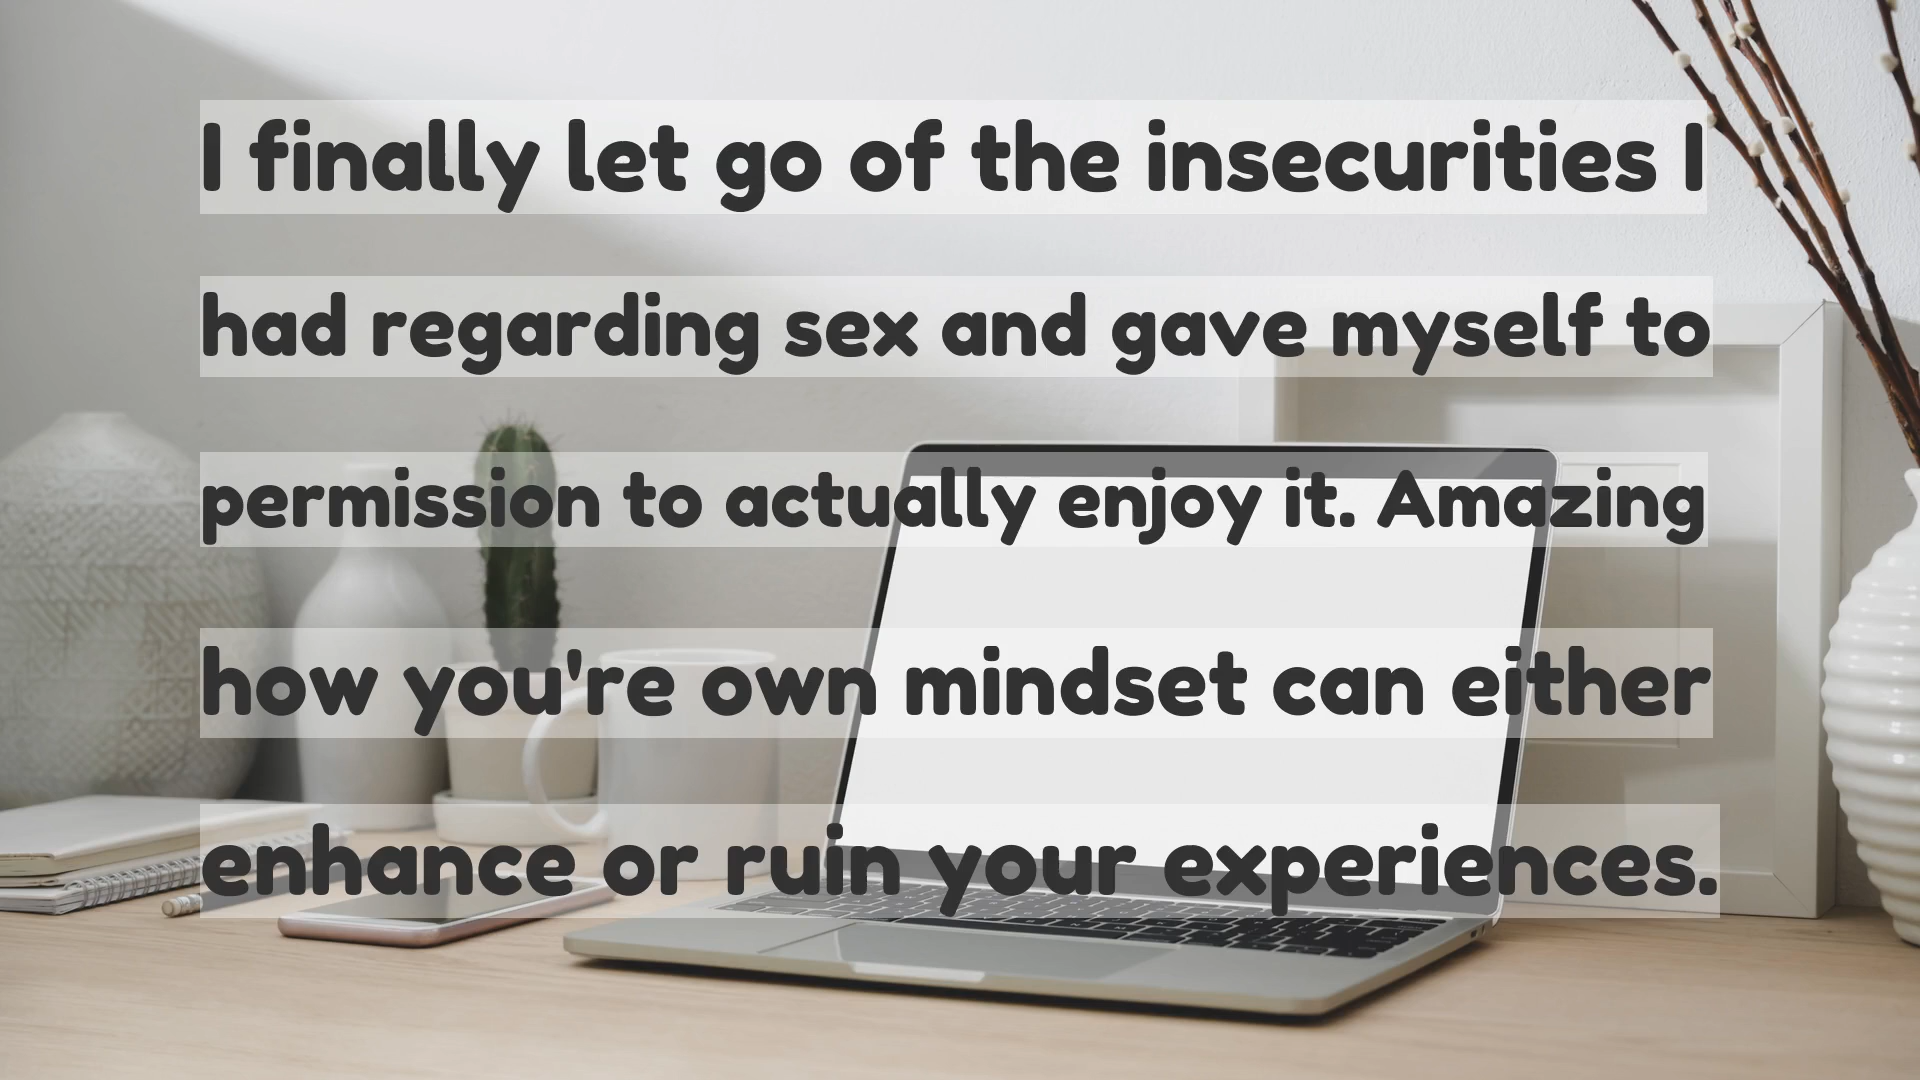 I finally let go of the insecurities I
had regarding sex and gave myself to
permission to actually enjoy it. Amazing
how you're own mindset can either
enhance or ruin your experiences.